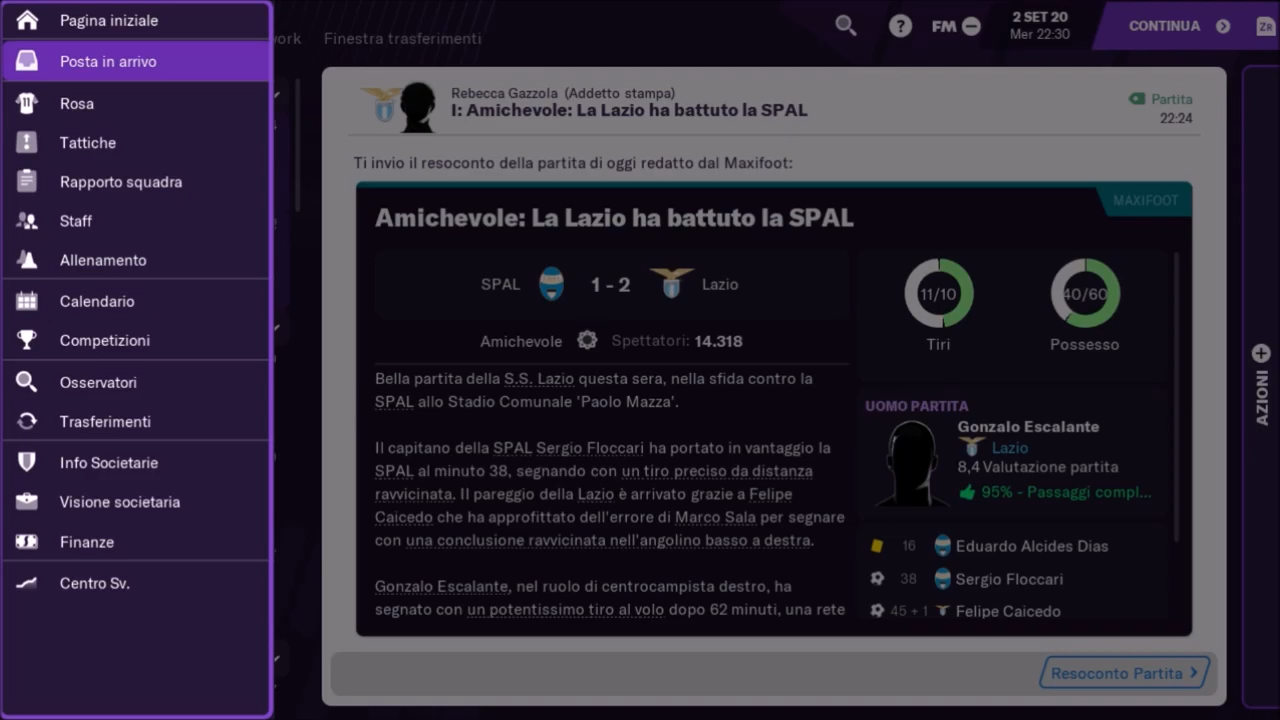 Pagina iniziale
Posta in arrivo
Rosa
Tattiche
Rapporto squadra
Staff
Allenamento
Calendario
Competizioni
Osservatori
Trasferimenti
Info Societarie
Visione societaria
Finanze
Centro Sv.
work
Finestra trasferimenti
?
FM
2 SET 20
Mer 22:30
CONTINUA
ZR
Rebecca Gazzola (Addetto stampa)
I: Amichevole: La Lazio ha battuto la SPAL
Partita
22:24
Ti invio il resoconto della partita di oggi redatto dal Maxifoot:
MAXIFOOT
Amichevole: La Lazio ha battuto la SPAL
SPAL 1 - 2 Lazio
Amichevole Spettatori: 14.318
Bella partita della S.S. Lazio questa sera, nella sfida contro la
SPAL allo Stadio Comunale 'Paolo Mazza'.
Il capitano della SPAL Sergio Floccari ha portato in vantaggio la
SPAL al minuto 38, segnando con un tiro preciso da distanza
ravvicinata. Il pareggio della Lazio è arrivato grazie a Felipe
Caicedo che ha approfittato dell'errore di Marco Sala per segnare
con una conclusione ravvicinata nell'angolino basso a destra.
Gonzalo Escalante, nel ruolo di centrocampista destro, ha
segnato con un potentissimo tiro al volo dopo 62 minuti, una rete
11/10
Tiri
40/60
Possesso
UOMO PARTITA
Gonzalo Escalante
Lazio
8,4 Valutazione partita
95% - Passaggi compl...
16 Eduardo Alcides Dias
38 Sergio Floccari
45 + 1 Felipe Caicedo
Resoconto Partita
AZIONI